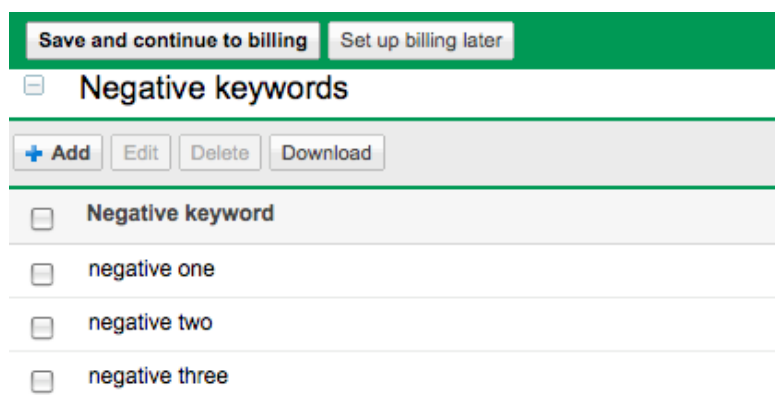 Save and continue to billing Set up billing later
Negative keywords
Add Edit Delete Download
Negative keyword
negative one
negative two
negative three